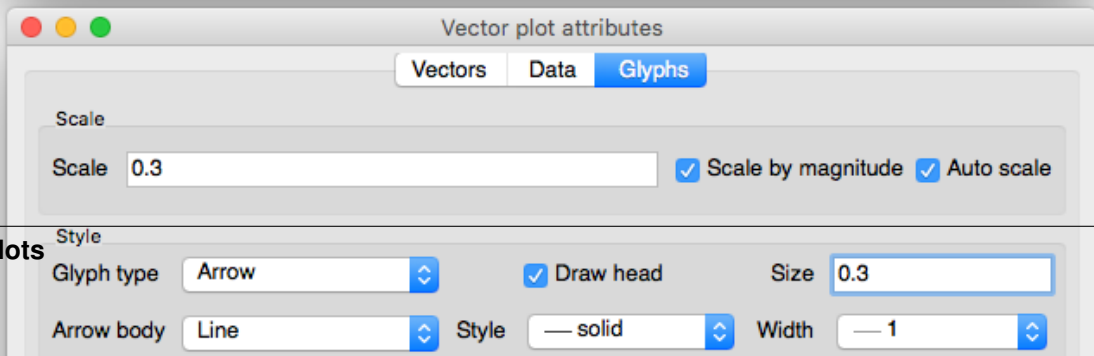 Vector plot attributes
Vectors Data Glyphs
Scale
Scale 0.3 Scale by magnitude Auto scale
Style
lots
Glyph type Arrow Draw head Size 0.3
Arrow body Line Style solid Width 1